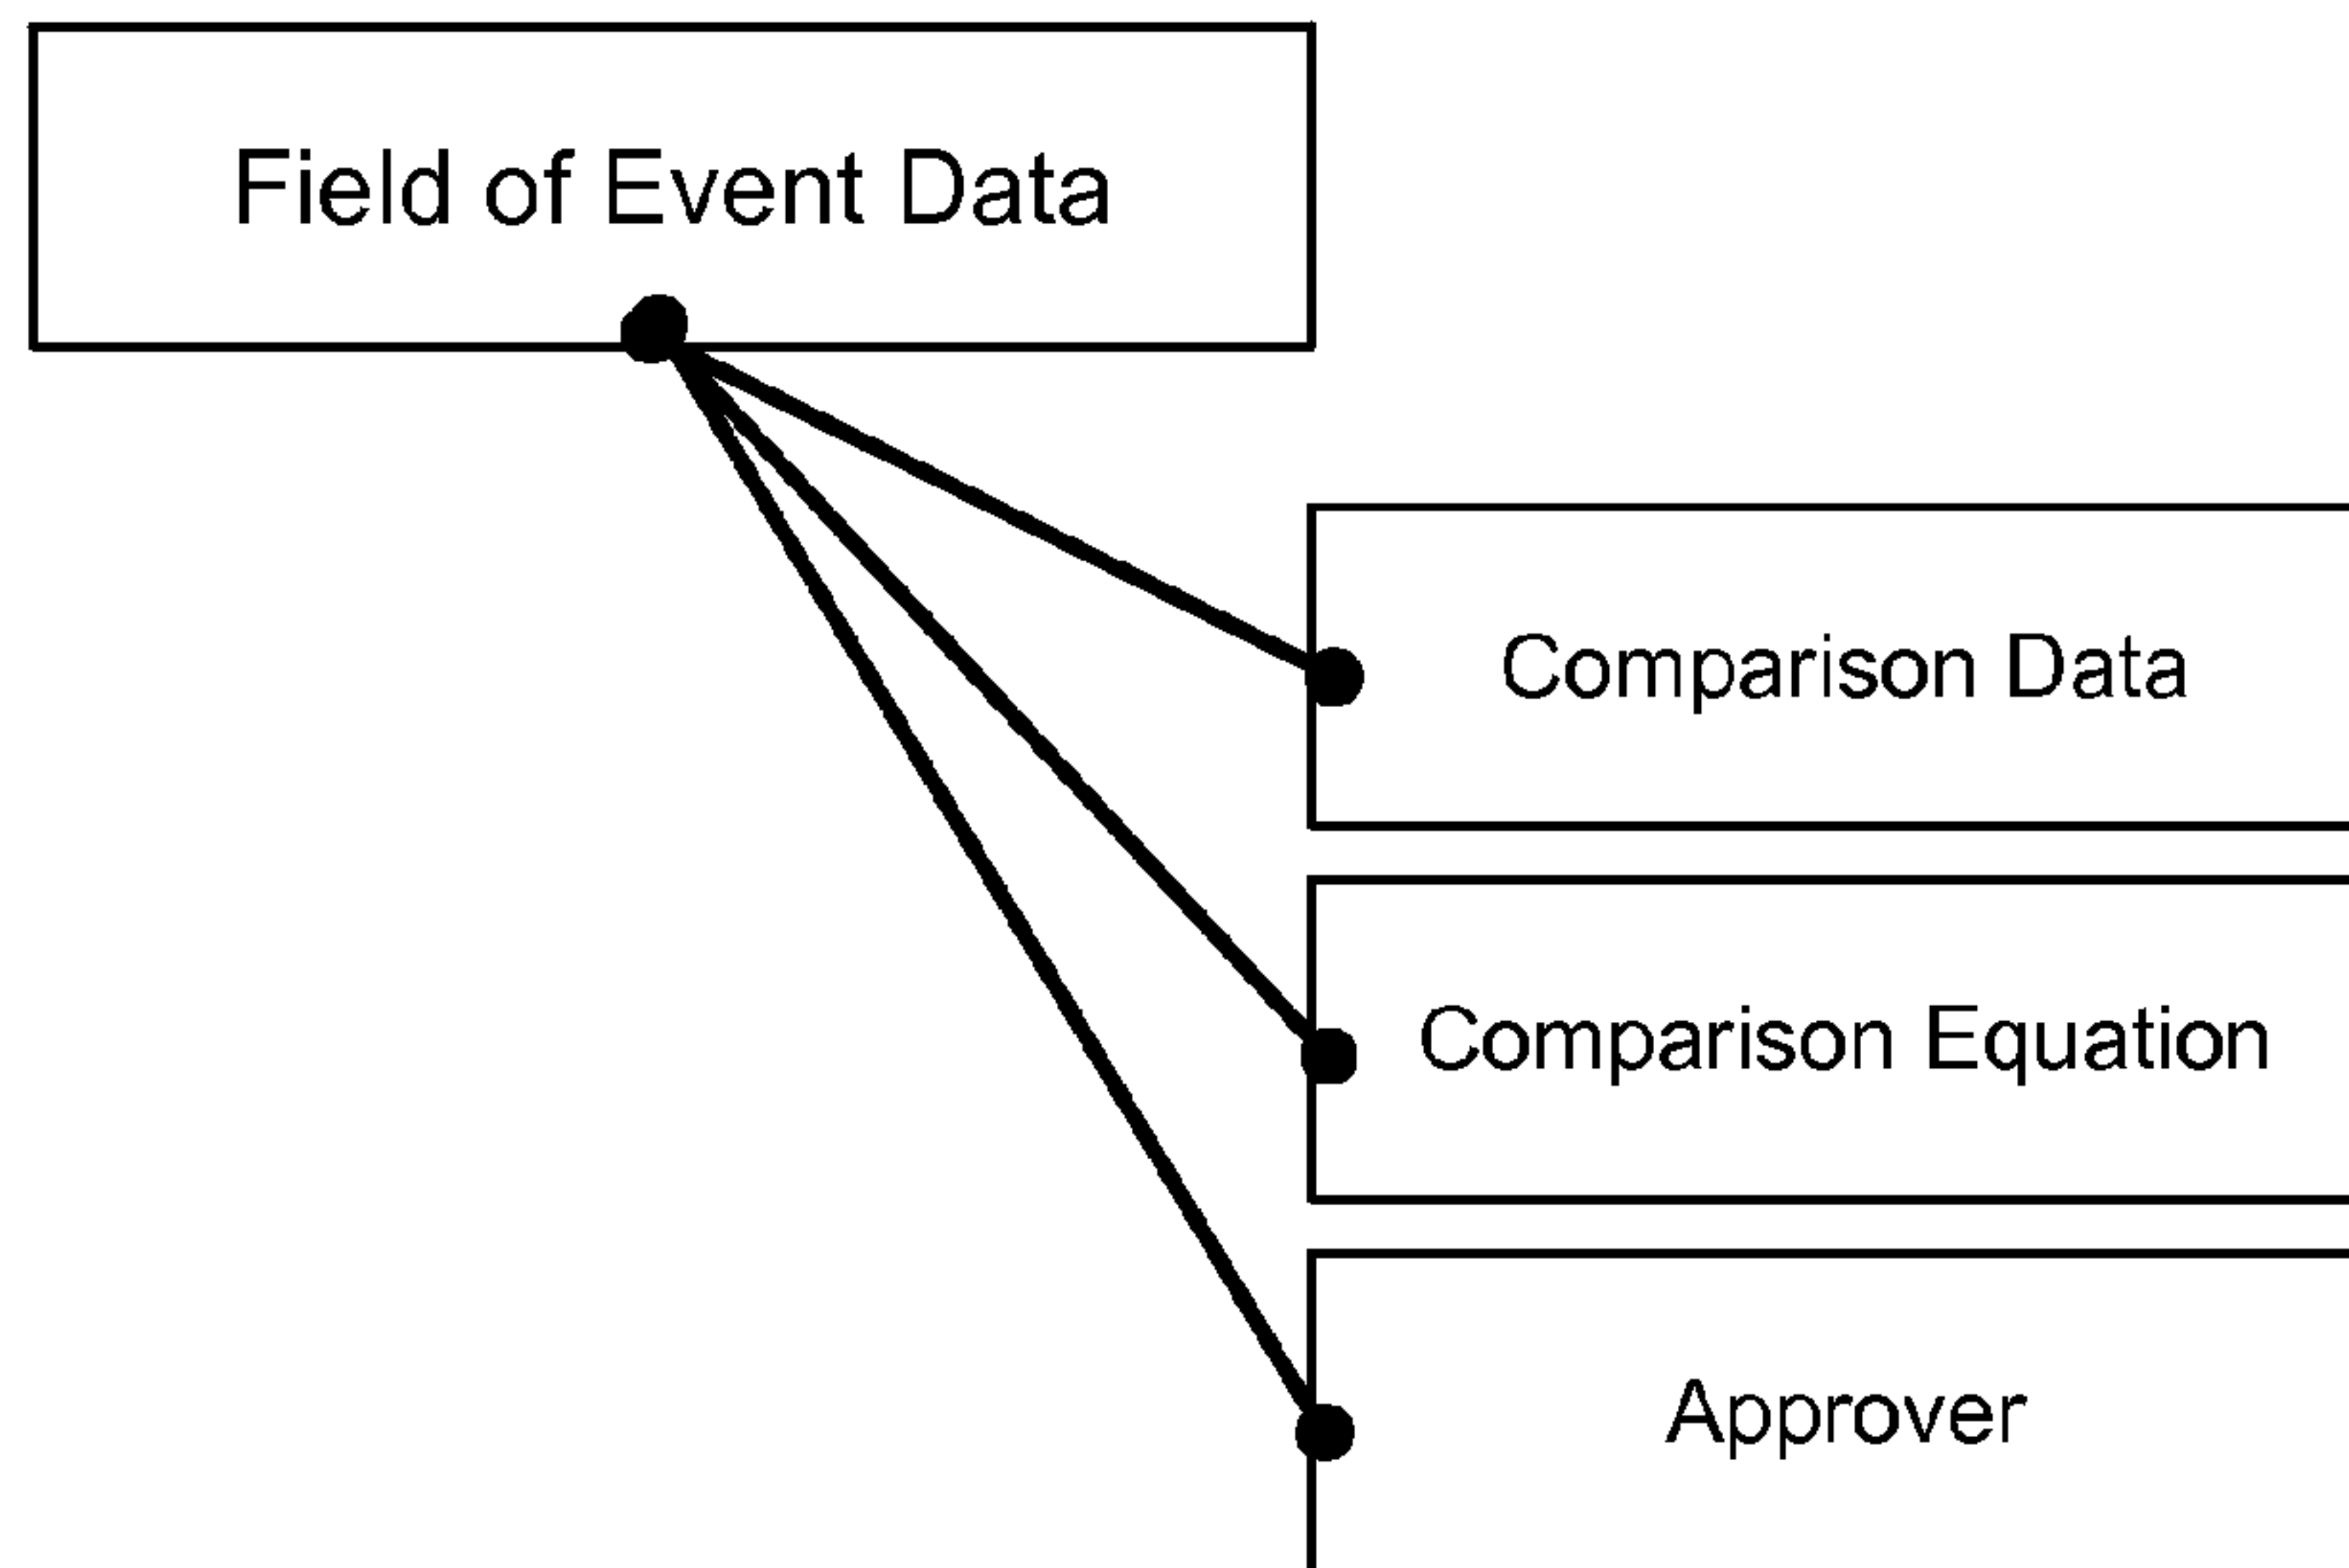 Field of Event Data
Comparison Data
Comparison Equation
Approver